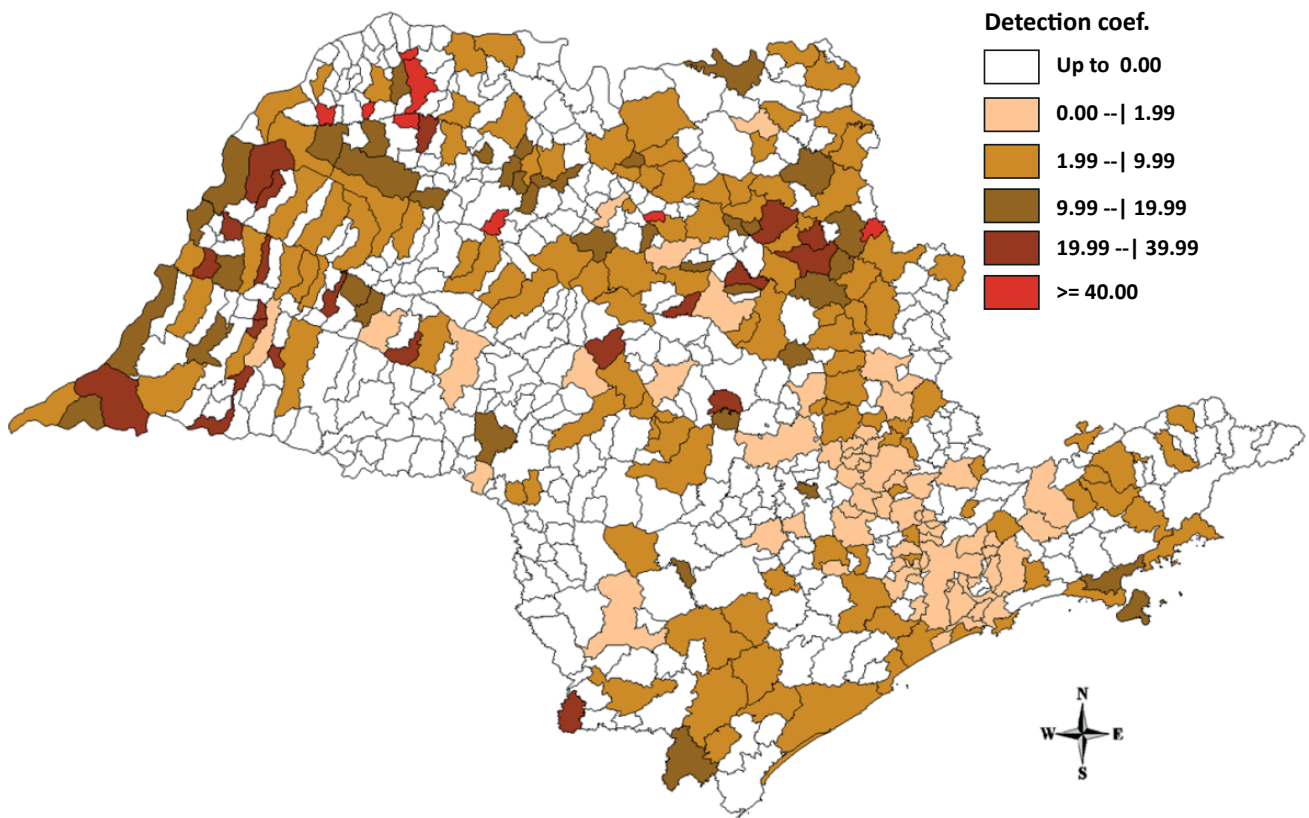 Detection coef.
Up to 0.00
0.00 --| 1.99
1.99 --| 9.99
9.99 --| 19.99
19.99 --| 39.99
>= 40.00
N
W E
S